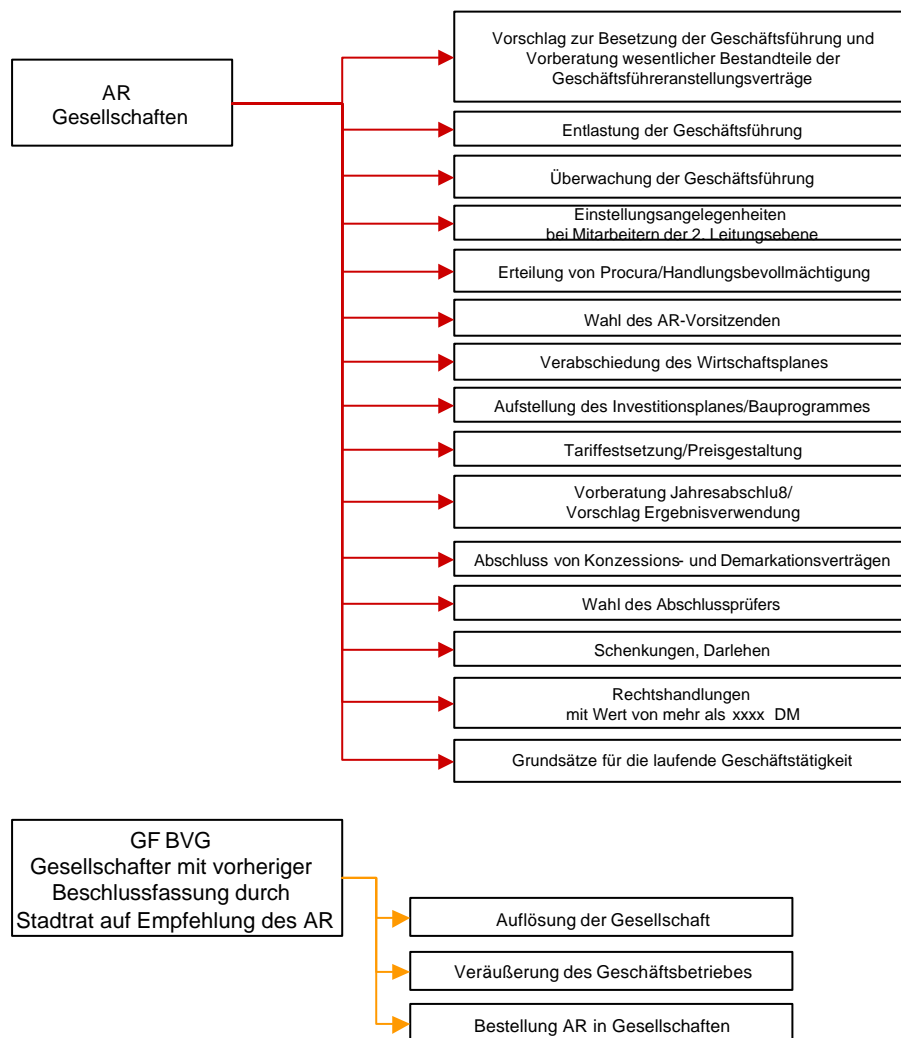 AR
Gesellschaften
Vorschlag zur Besetzung der Geschäftsführung und
Vorberatung wesentlicher Bestandteile der
Geschäftsführeranstellungsverträge
Entlastung der Geschäftsführung
Überwachung der Geschäftsführung
Einstellungsangelegenheiten
bei Mitarbeitern der 2. Leitungsebene
Erteilung von Procura/Handlungsbevollmächtigung
Wahl des AR-Vorsitzenden
Verabschiedung des Wirtschaftsplanes
Aufstellung des Investitionsplanes/Bauprogrammes
Tariffestsetzung/Preisgestaltung
Vorberatung Jahresabschlu8/
Vorschlag Ergebnisverwendung
Abschluss von Konzessions- und Demarkationsverträgen
Wahl des Abschlussprüfers
Schenkungen, Darlehen
Rechtshandlungen
mit Wert von mehr als xxxx DM
Grundsätze für die laufende Geschäftstätigkeit
GF BVG
Gesellschafter mit vorheriger
Beschlussfassung durch
Stadtrat auf Empfehlung des AR
Auflösung der Gesellschaft
Veräußerung des Geschäftsbetriebes
Bestellung AR in Gesellschaften